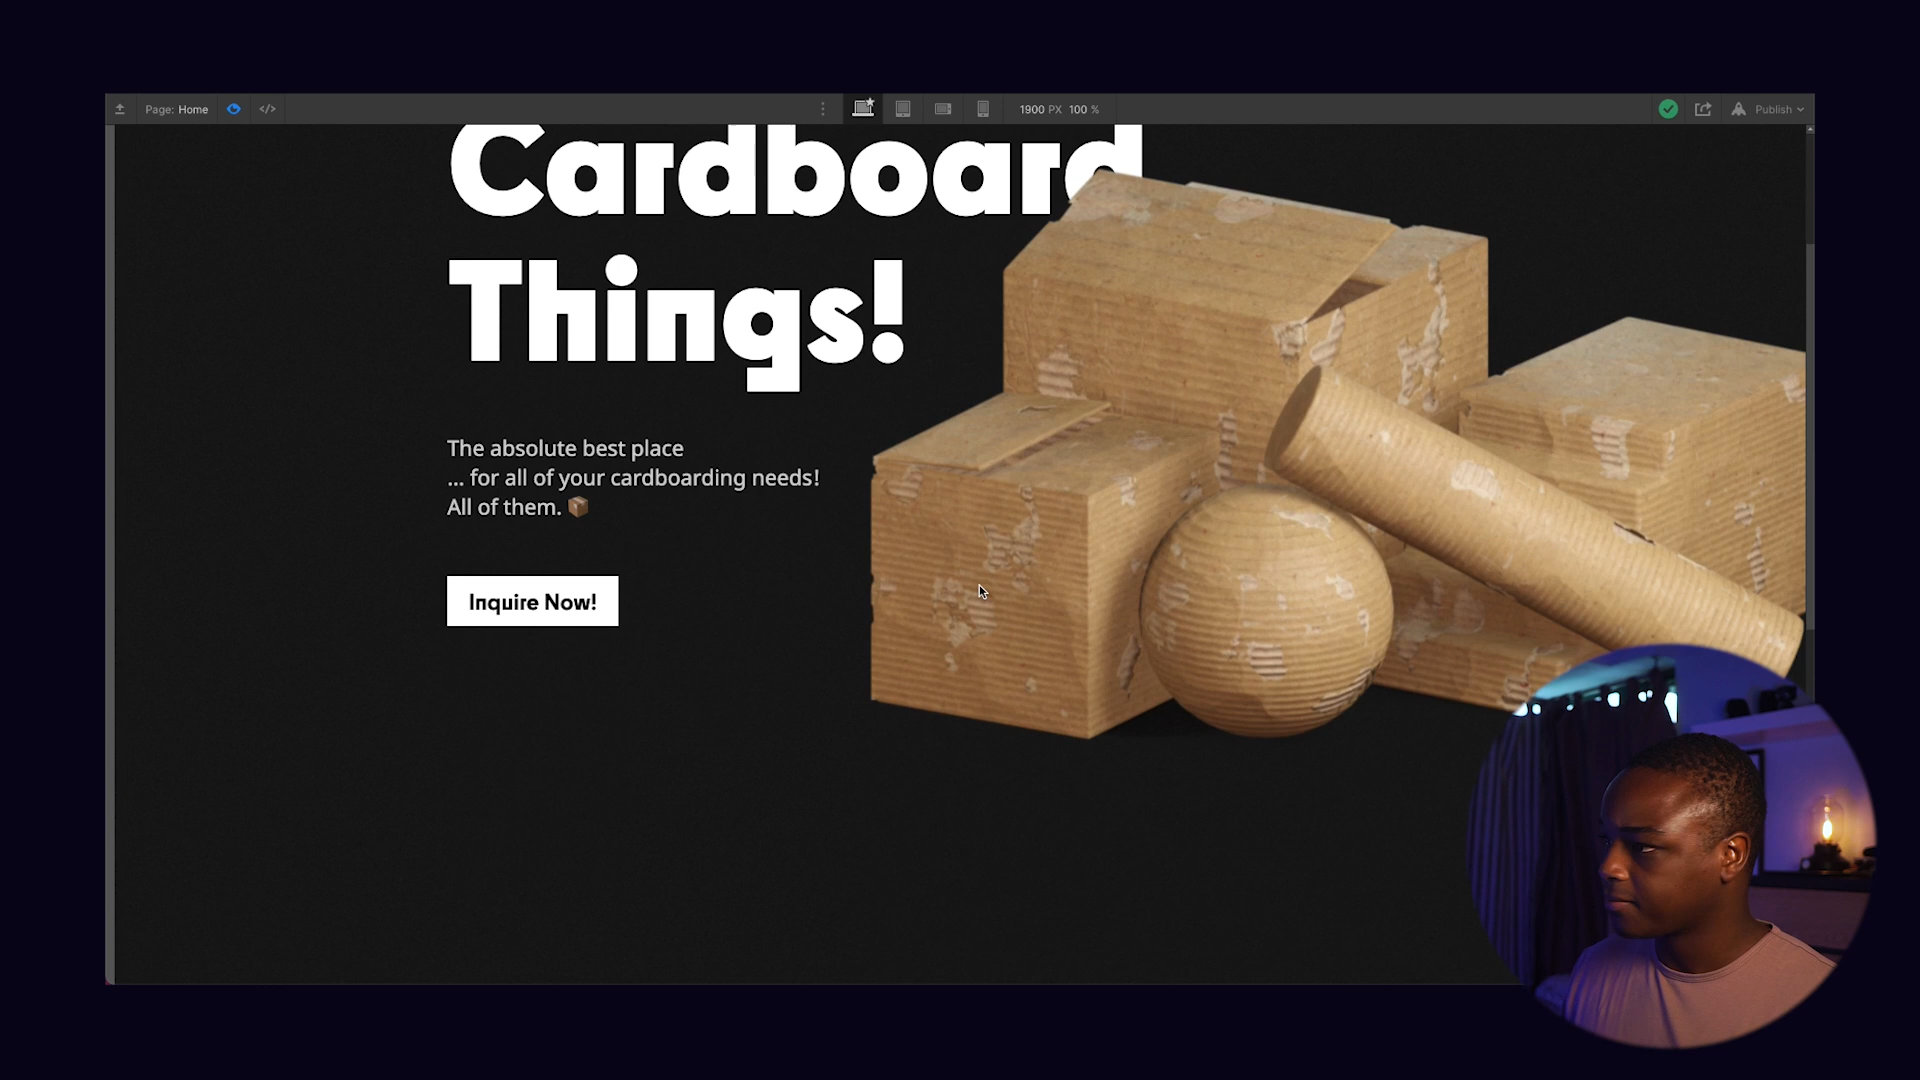 Page: Home
1900 PX 100 %
Publish
Cardboard
Things!
The absolute best place
... for all of your cardboarding needs!
All of them. 📦
Inquire Now!